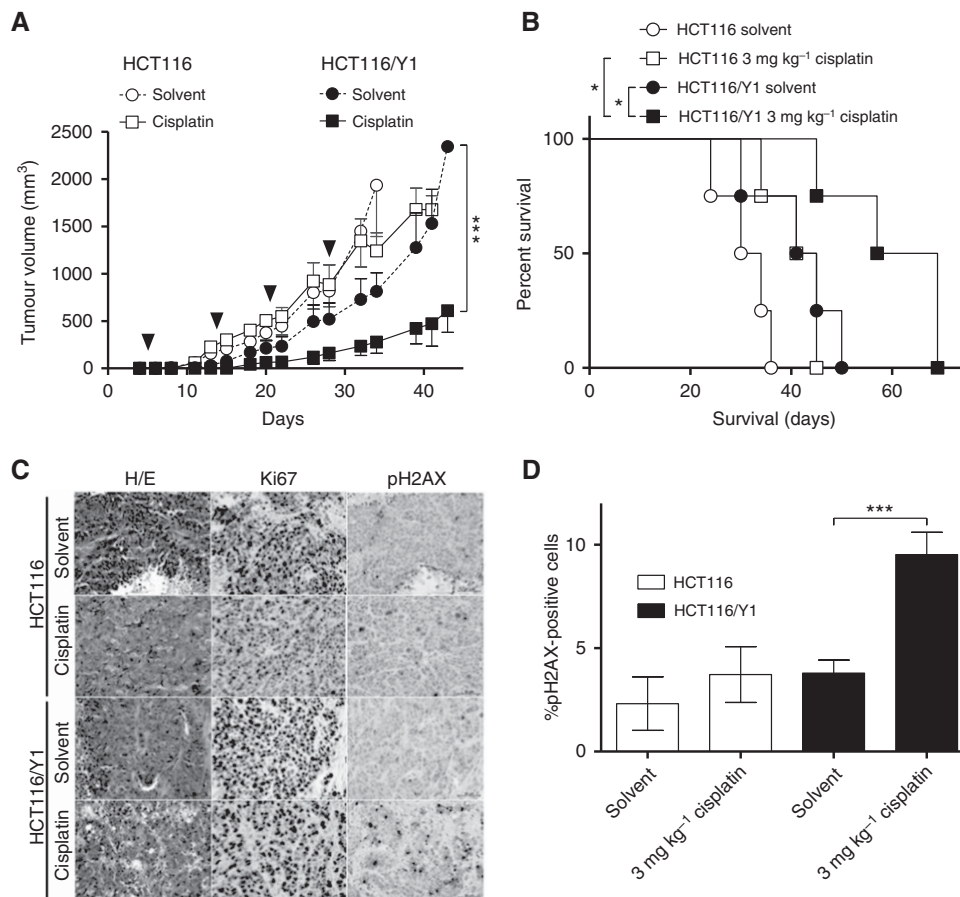 A
HCT116 HCT116/Y1
Solvent Solvent
Cisplatin Cisplatin
2500
2000
1500
1000
500
0
Tumour volume (mm³)
0 10 20 30 40
Days
***
B
HCT116 solvent
HCT116 3 mg kg⁻¹ cisplatin
HCT116/Y1 solvent
HCT116/Y1 3 mg kg⁻¹ cisplatin
*
*
100
50
0
Percent survival
20 40 60
Survival (days)
C
H/E Ki67 pH2AX
HCT116
Solvent
Cisplatin
HCT116/Y1
Solvent
Cisplatin
D
***
10
5
0
%pH2AX-positive cells
HCT116
HCT116/Y1
Solvent
3 mg kg⁻¹ cisplatin
Solvent
3 mg kg⁻¹ cisplatin